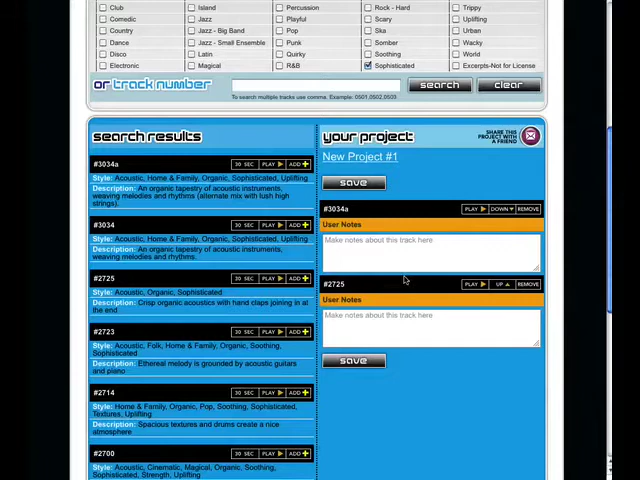 Club Island Percussion Rock - Hard Trippy
Comedic Jazz Playful Scary Uplifting
Country Jazz - Big Band Pop Ska Urban
Dance Jazz - Small Ensemble Punk Somber Wacky
Disco Latin Quirky Soothing World
Electronic Magical R&B Sophisticated Excerpts-Not for License
or track number search clear
To search multiple tracks use comma. Example: 0501,0502,0503
search results
#3034a 30 SEC PLAY ADD
Style: Acoustic, Home & Family, Organic, Sophisticated, Uplifting
Description: An organic tapestry of acoustic instruments,
weaving melodies and rhythms (alternate mix with lush high
strings).
#3034 30 SEC PLAY ADD
Style: Acoustic, Home & Family, Organic, Sophisticated, Uplifting
Description: An organic tapestry of acoustic instruments,
weaving melodies and rhythms.
#2725 30 SEC PLAY ADD
Style: Acoustic, Organic, Sophisticated
Description: Crisp organic acoustics with hand claps joining in at
the end
#2723 30 SEC PLAY ADD
Style: Acoustic, Folk, Home & Family, Organic, Soothing,
Sophisticated
Description: Ethereal melody is grounded by acoustic guitars
and piano
#2714 30 SEC PLAY ADD
Style: Home & Family, Organic, Pop, Soothing, Sophisticated,
Textures, Uplifting
Description: Spacious textures and drums create a nice
atmosphere
#2700 30 SEC PLAY ADD
Style: Acoustic, Cinematic, Magical, Organic, Soothing,
Sophisticated, Strength, Uplifting
your project
SHARE THIS
PROJECT WITH
A FRIEND
New Project #1
save
#3034a PLAY DOWN REMOVE
User Notes
Make notes about this track here
#2725 PLAY UP REMOVE
User Notes
Make notes about this track here
save